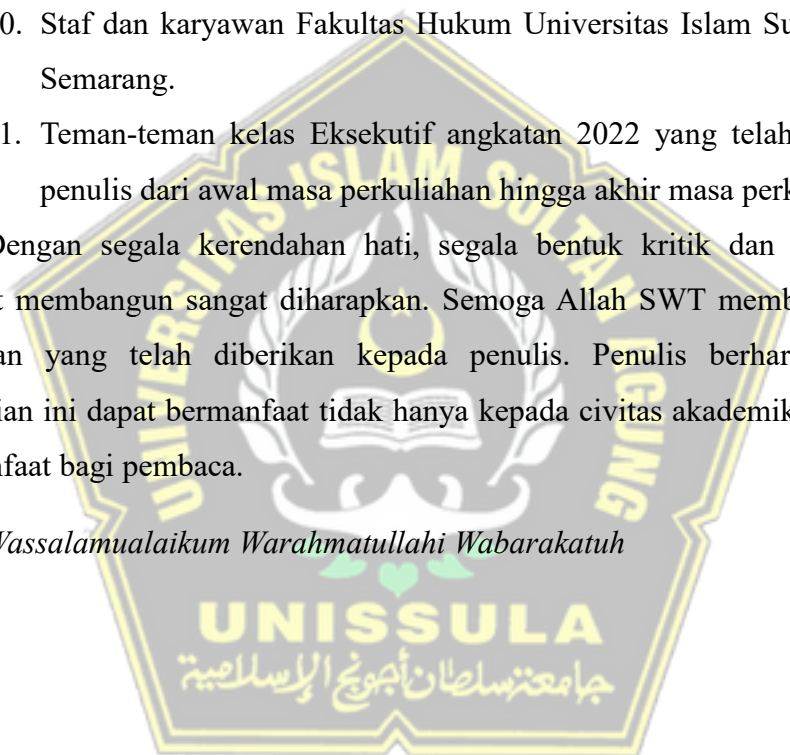 0. Staf dan karyawan Fakultas Hukum Universitas Islam Su
Semarang.
1. Teman-teman kelas Eksekutif angkatan 2022 yang telah
penulis dari awal masa perkuliahan hingga akhir masa perk
Dengan segala kerendahan hati, segala bentuk kritik dan
t membangun sangat diharapkan. Semoga Allah SWT memb
an yang telah diberikan kepada penulis. Penulis berhar
ian ini dapat bermanfaat tidak hanya kepada civitas akademik
nfaat bagi pembaca.
Wassalamualaikum Warahmatullahi Wabarakatuh
UNIVERSITAS ISLAM SULTAN AGUNG
UNISSULA
جامعتنسلطان أجونج الإسلامية